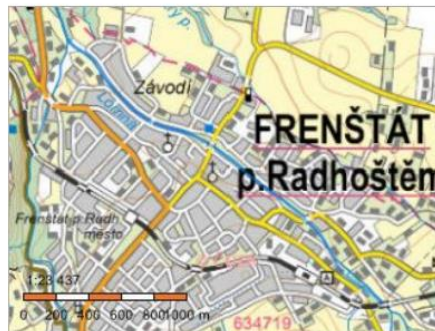 Závodí
Lomná
FRENŠTÁT
p.Radhoštěm
Frenštát p.Radh.
město
1:23 437
0 200 400 600 800 1000 m
634719